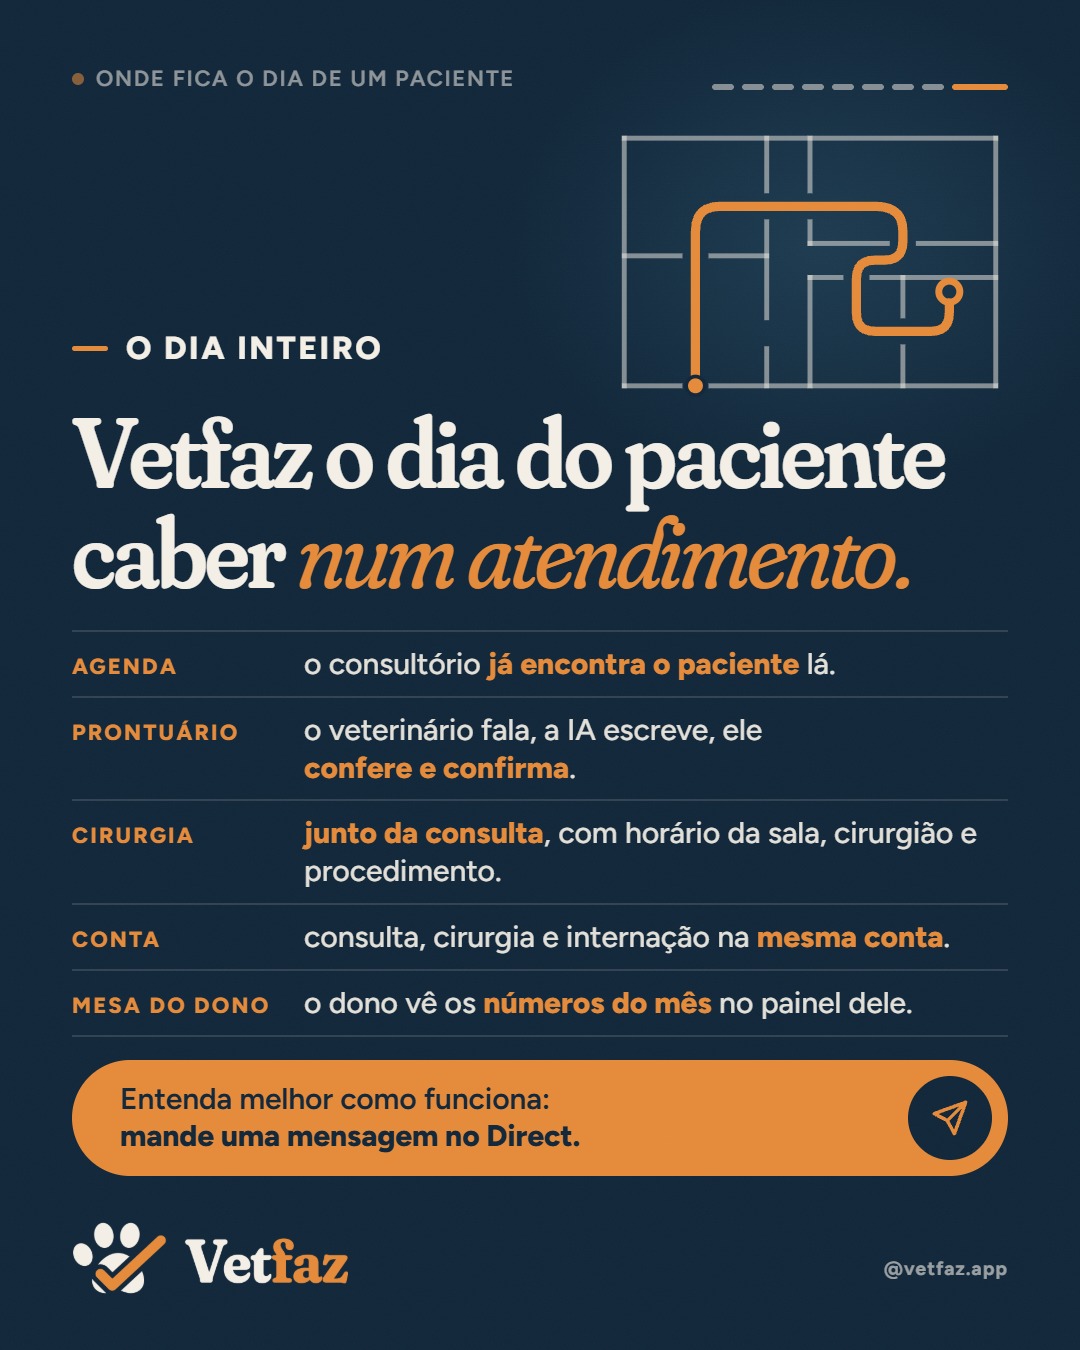 ONDE FICA O DIA DE UM PACIENTE
O DIA INTEIRO
Vetfaz o dia do paciente
caber num atendimento.
AGENDA
o consultório já encontra o paciente lá.
PRONTUÁRIO
o veterinário fala, a IA escreve, ele
confere e confirma.
CIRURGIA
junto da consulta, com horário da sala, cirurgião e
procedimento.
CONTA
consulta, cirurgia e internação na mesma conta.
MESA DO DONO
o dono vê os números do mês no painel dele.
Entenda melhor como funciona:
mande uma mensagem no Direct.
Vetfaz
@vetfaz.app